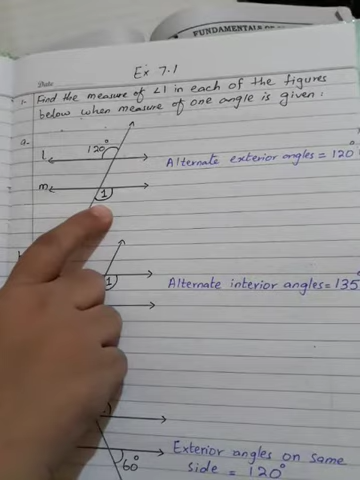 FUNDAMENTALS
Ex 7.1
Date
1. Find the measure of ∠1 in each of the figures
below when measure of one angle is given:
a.
120°
l
Alternate exterior angles = 120°
m
1
1
Alternate interior angles = 135°
Exterior angles on same
60°
side = 120°